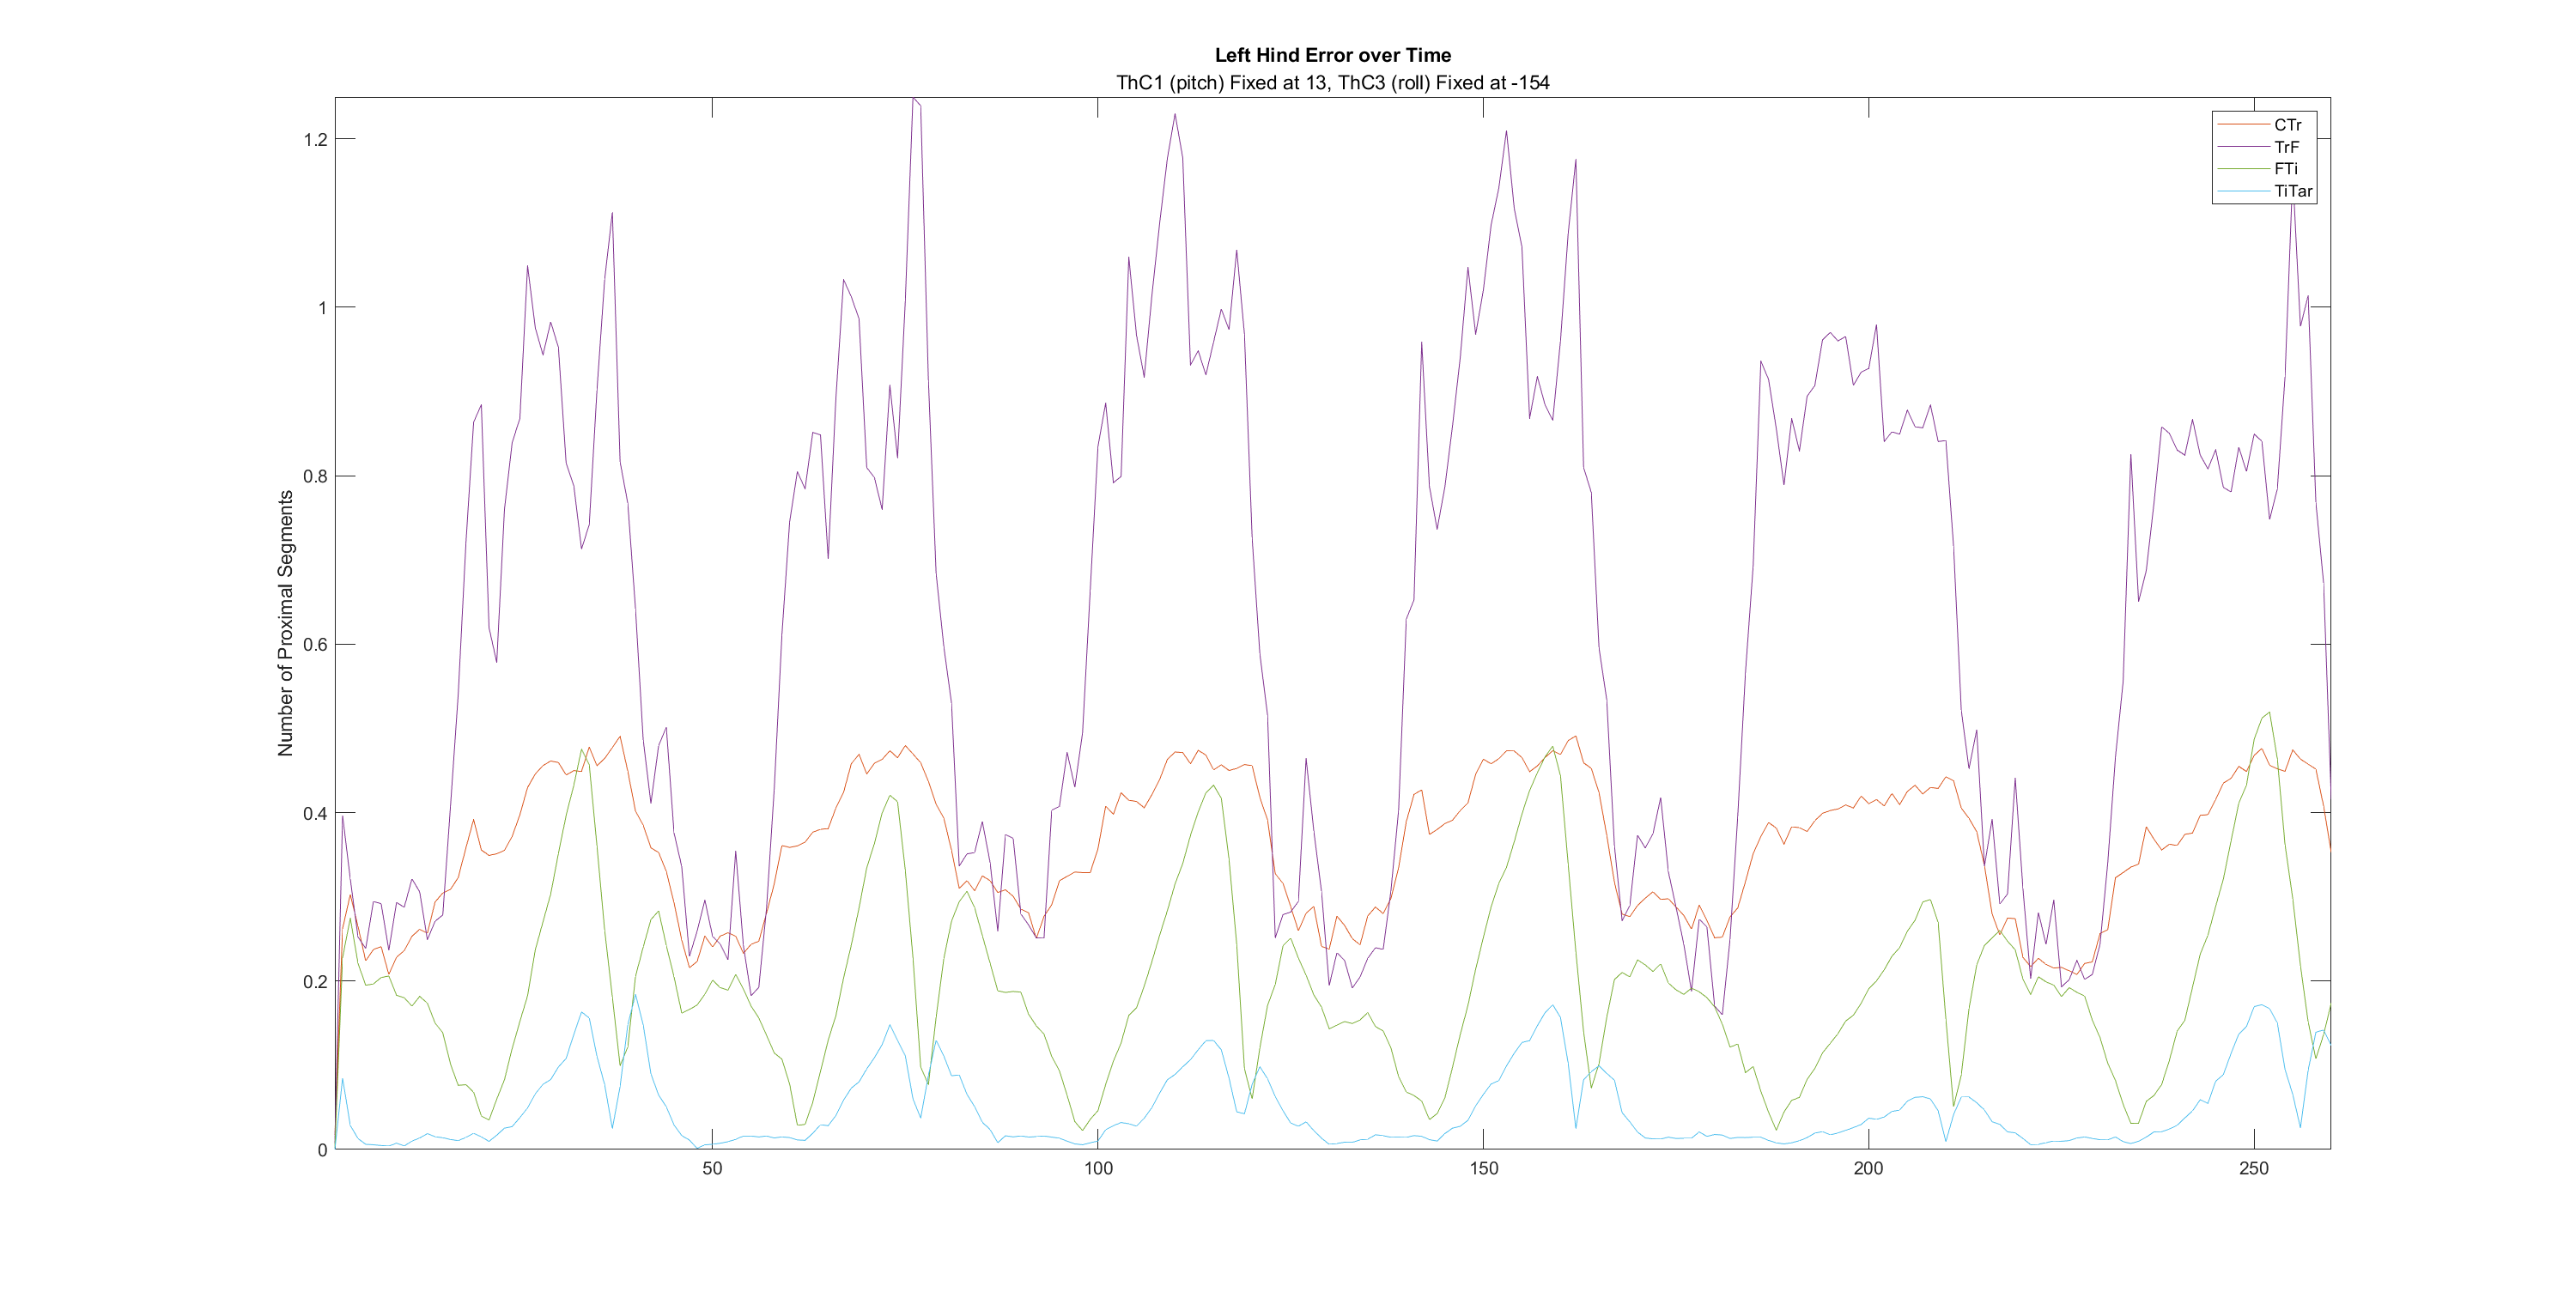 Left Hind Error over Time
ThC1 (pitch) Fixed at 13, ThC3 (roll) Fixed at -154
Number of Proximal Segments
1.2
1
0.8
0.6
0.4
0.2
0
50
100
150
200
250
CTr
TrF
FTi
TiTar